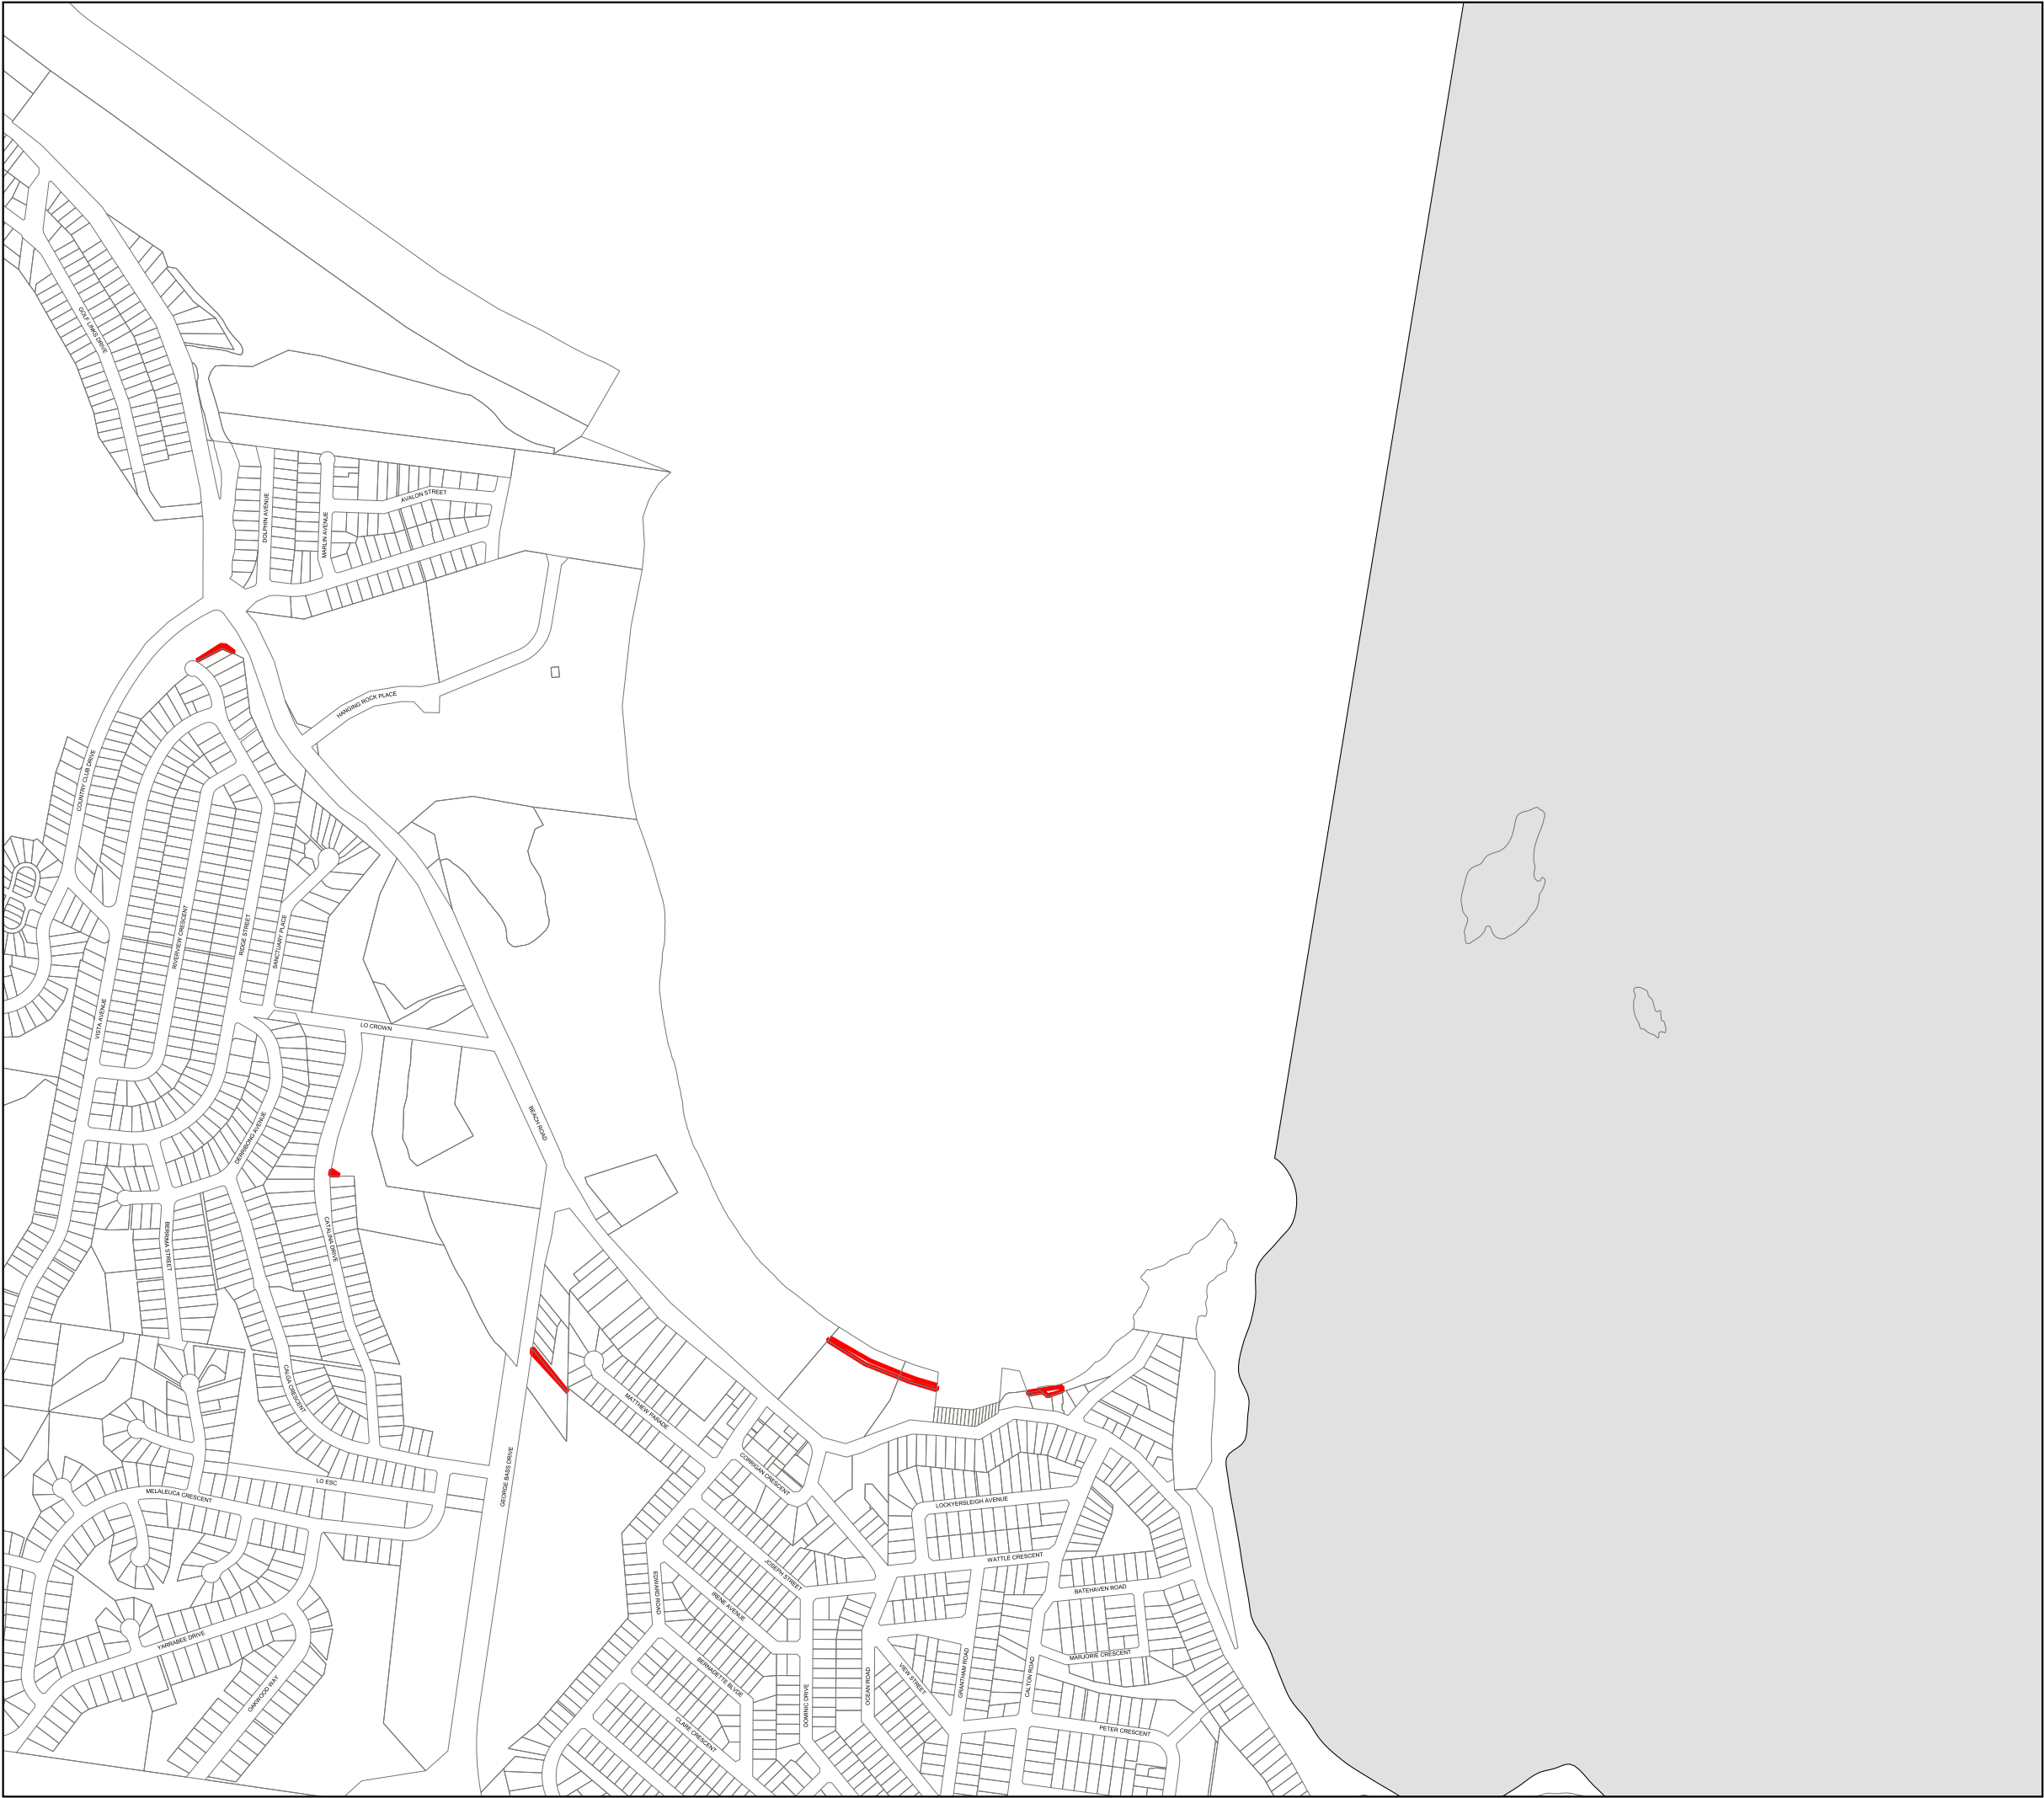 GOLF LINKS DRIVE
AVALON STREET
DOLPHIN AVENUE
MARLIN AVENUE
HANGING ROCK PLACE
COUNTRY CLUB DRIVE
RIVERVIEW CRESCENT
RIDGE STREET
SANCTUARY PLACE
VISTA AVENUE
LO CROWN
BEACH ROAD
DERRIBONG AVENUE
BERRIMA STREET
CATALINA DRIVE
CALGA CRESCENT
MATTHEW PARADE
CORRIGAN CRESCENT
GEORGE BASS DRIVE
LO ESC
MELALEUCA CRESCENT
LOCKYERSLEIGH AVENUE
WATTLE CRESCENT
JOSEPH STREET
BATEHAVEN ROAD
EDWARD ROAD
IRENE AVENUE
YARRABEE DRIVE
MARJORIE CRESCENT
BERNADETTE BLVDE
VIEW STREET
GRANTHAM ROAD
CALTON ROAD
OCEAN ROAD
OAKWOOD WAY
DOMINIC DRIVE
CLARE CRESCENT
PETER CRESCENT